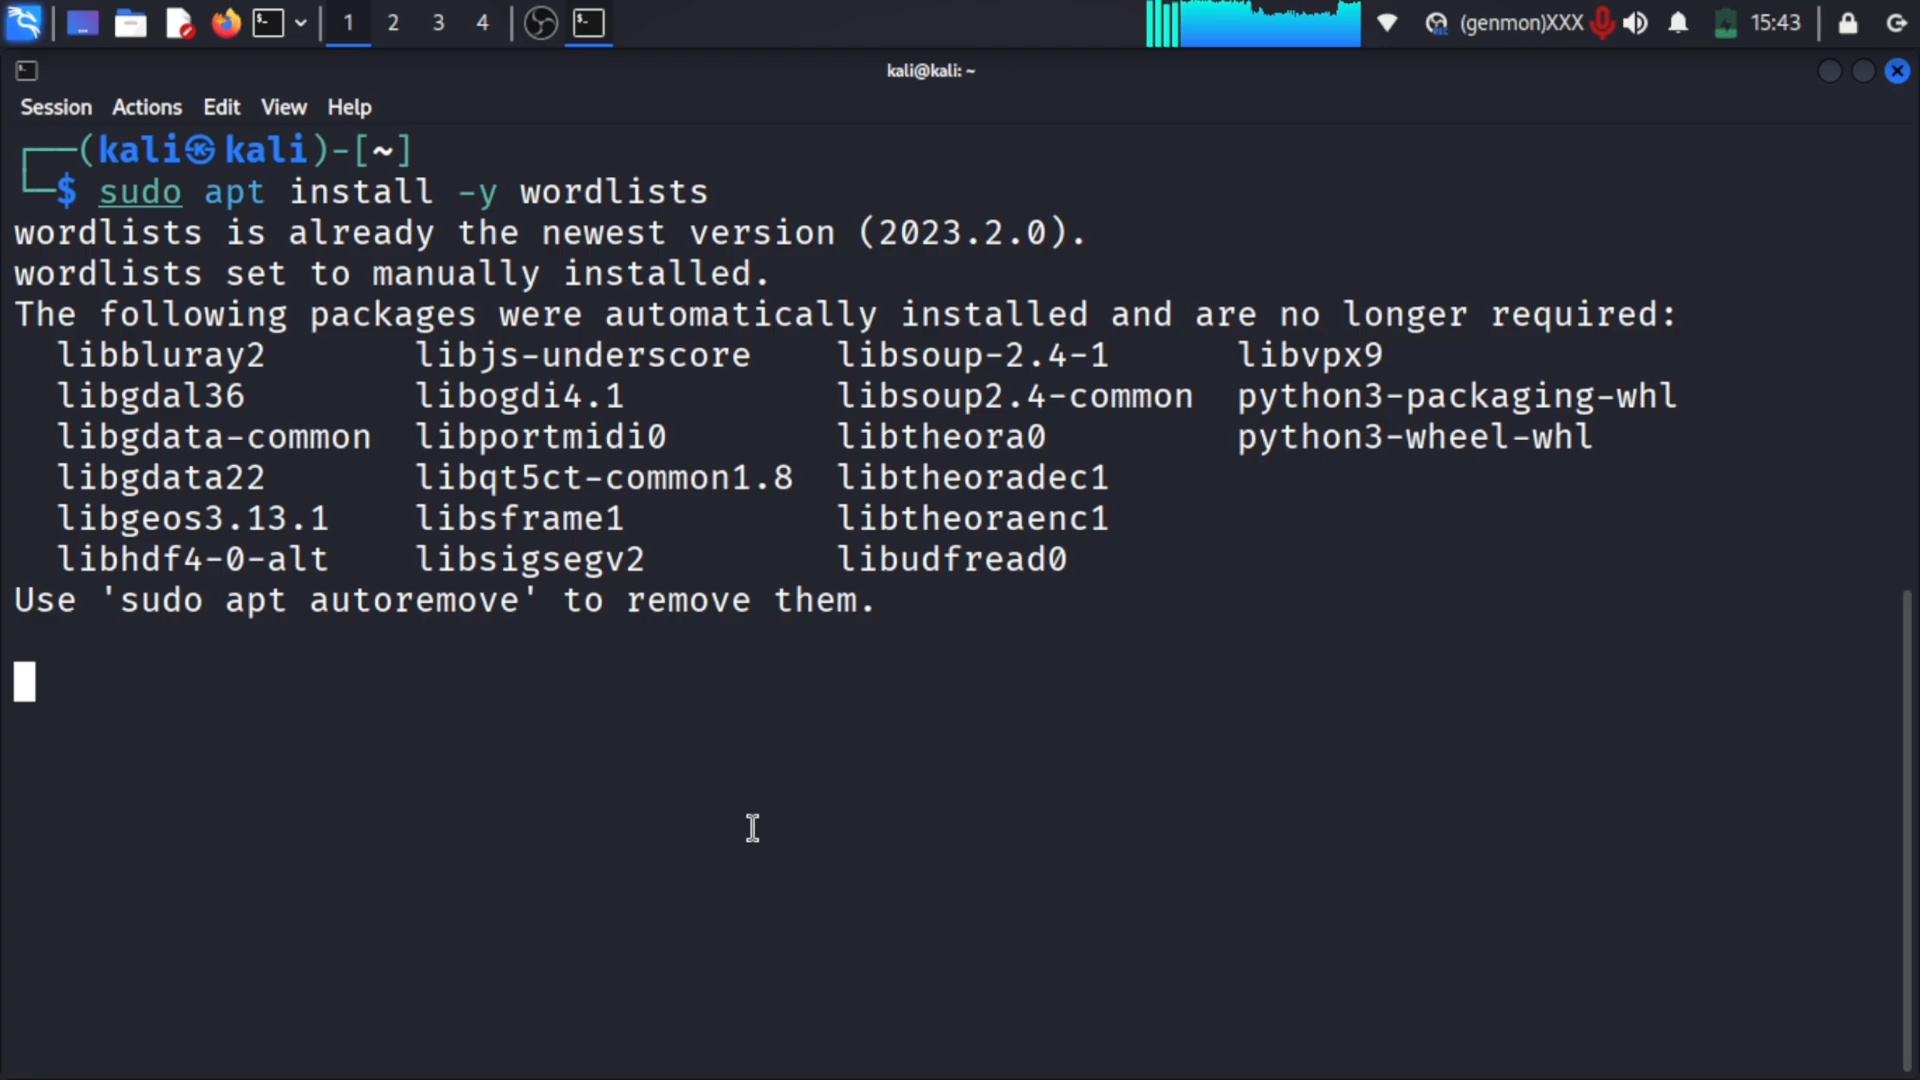 1 2 3 4 (genmon)XXX 15:43
kali@kali: ~
Session Actions Edit View Help
┌──(kali㉿kali)-[~]
└─$ sudo apt install -y wordlists
wordlists is already the newest version (2023.2.0).
wordlists set to manually installed.
The following packages were automatically installed and are no longer required:
libbluray2 libjs-underscore libsoup-2.4-1 libvpx9
libgdal36 libogdi4.1 libsoup2.4-common python3-packaging-whl
libgdata-common libportmidi0 libtheora0 python3-wheel-whl
libgdata22 libqt5ct-common1.8 libtheoradec1
libgeos3.13.1 libsframe1 libtheoraenc1
libhdf4-0-alt libsigsegv2 libudfread0
Use 'sudo apt autoremove' to remove them.